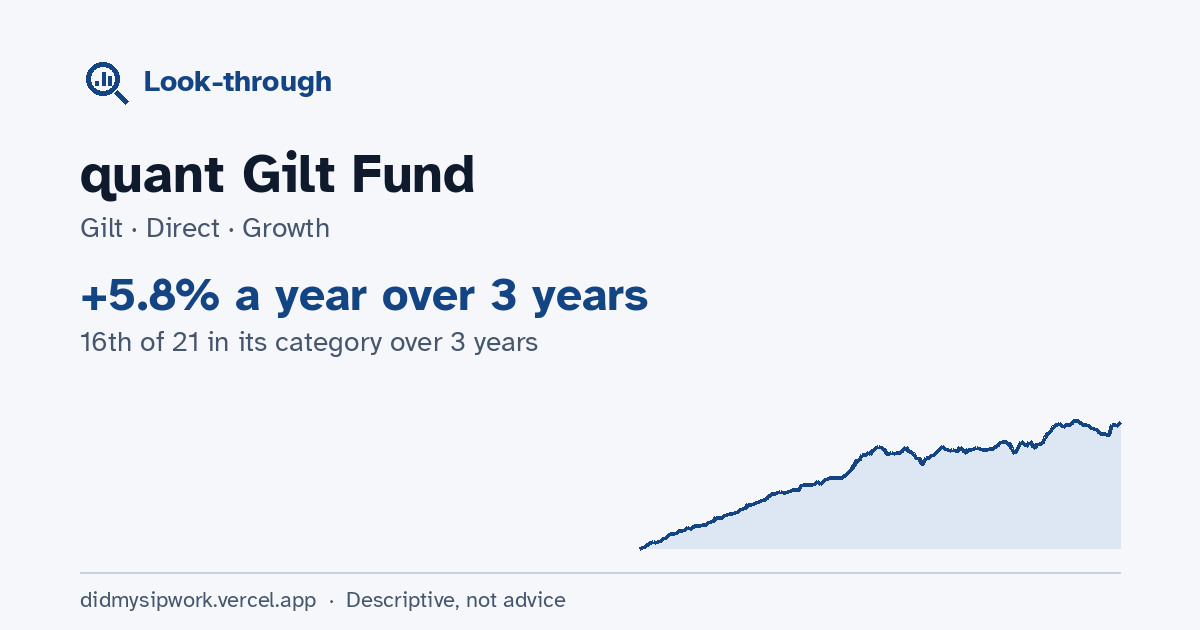 Look-through
quant Gilt Fund
Gilt · Direct · Growth
+5.8% a year over 3 years
16th of 21 in its category over 3 years
didmysipwork.vercel.app · Descriptive, not advice